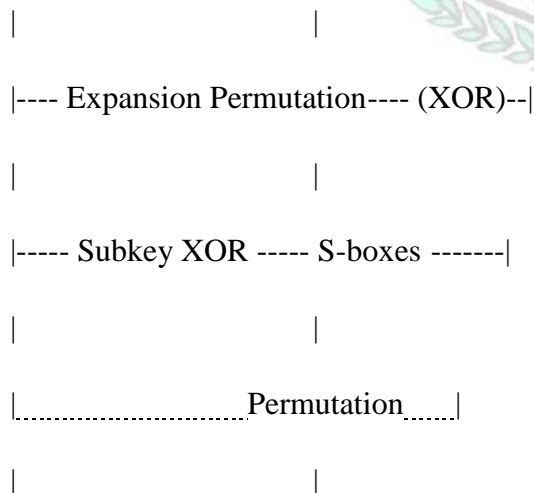 |                                     |
|---- Expansion Permutation---- (XOR)--|
|                                     |
|----- Subkey XOR ----- S-boxes -------|
|                                     |
|.............................Permutation......|
|                                     |